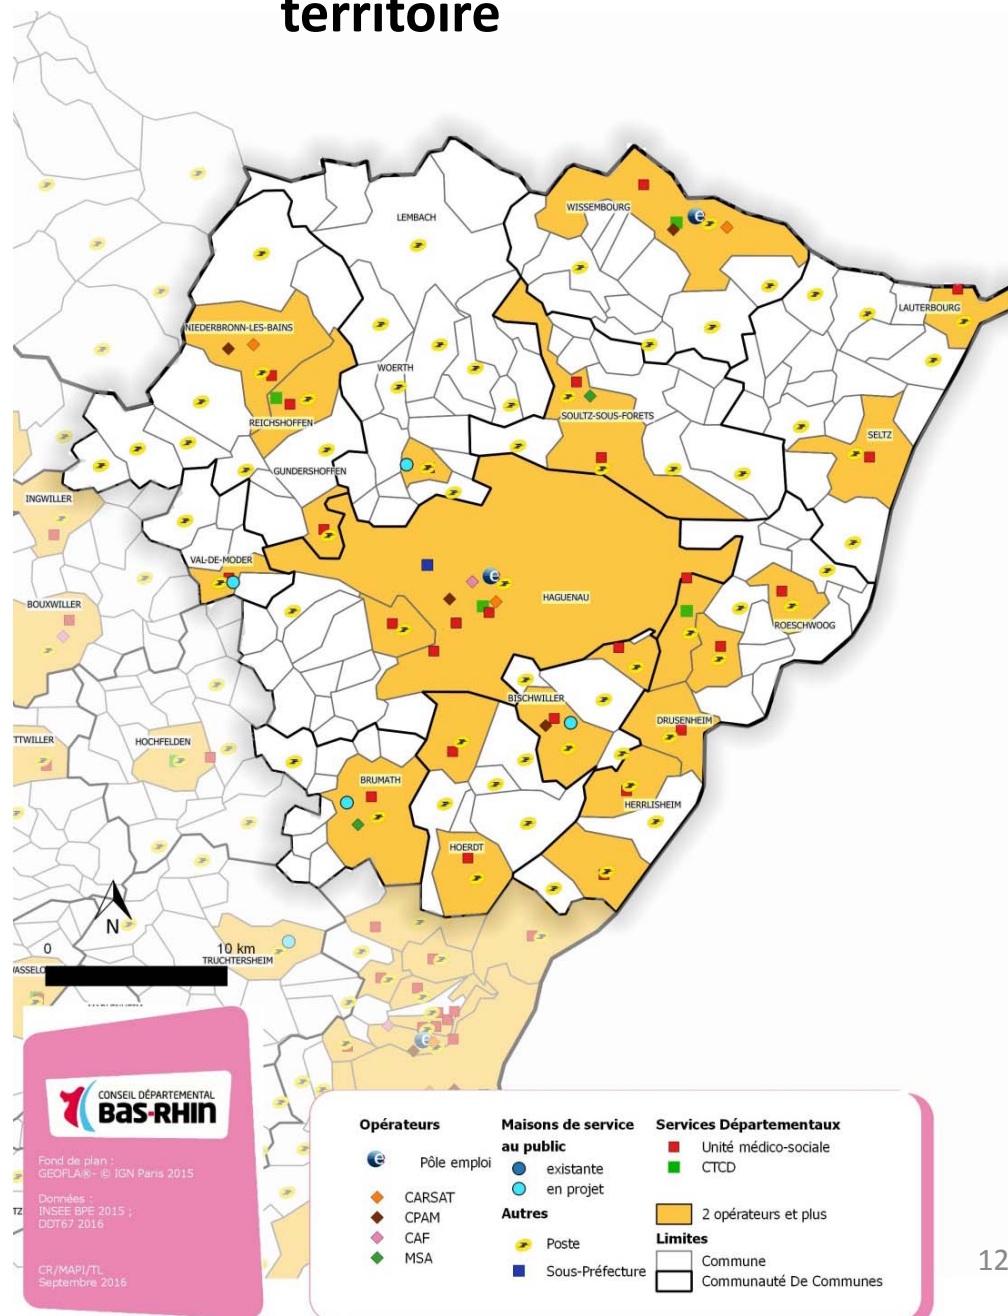 territoire
LEMBACH
WISSEMBOURG
LAUTERBOURG
NIEDERBRONN-LES-BAINS
WOERTH
REICHSHOFFEN
SOULTZ-SOUS-FORETS
SELTZ
GUNDERSHOFFEN
INGWILLER
VAL-DE-MODER
HAGUENAU
BOUXWILLER
ROESCHWOOG
BISCHWILLER
DRUSENHEIM
TTWILLER
HOCHFELDEN
BRUMATH
HERRLISHEIM
HOERDT
N
0 10 km
TRUCHTERSHEIM
WASSELO
CONSEIL DÉPARTEMENTAL
BAS-RHIN
Fond de plan :
GEOFLA®- © IGN Paris 2015
Données :
INSEE BPE 2015 ;
DDT67 2016
CR/MAPI/TL
Septembre 2016
TZ
Opérateurs
Pôle emploi
CARSAT
CPAM
CAF
MSA
Maisons de service
au public
existante
en projet
Autres
Poste
Sous-Préfecture
Services Départementaux
Unité médico-sociale
CTCD
2 opérateurs et plus
Limites
Commune
Communauté De Communes
12